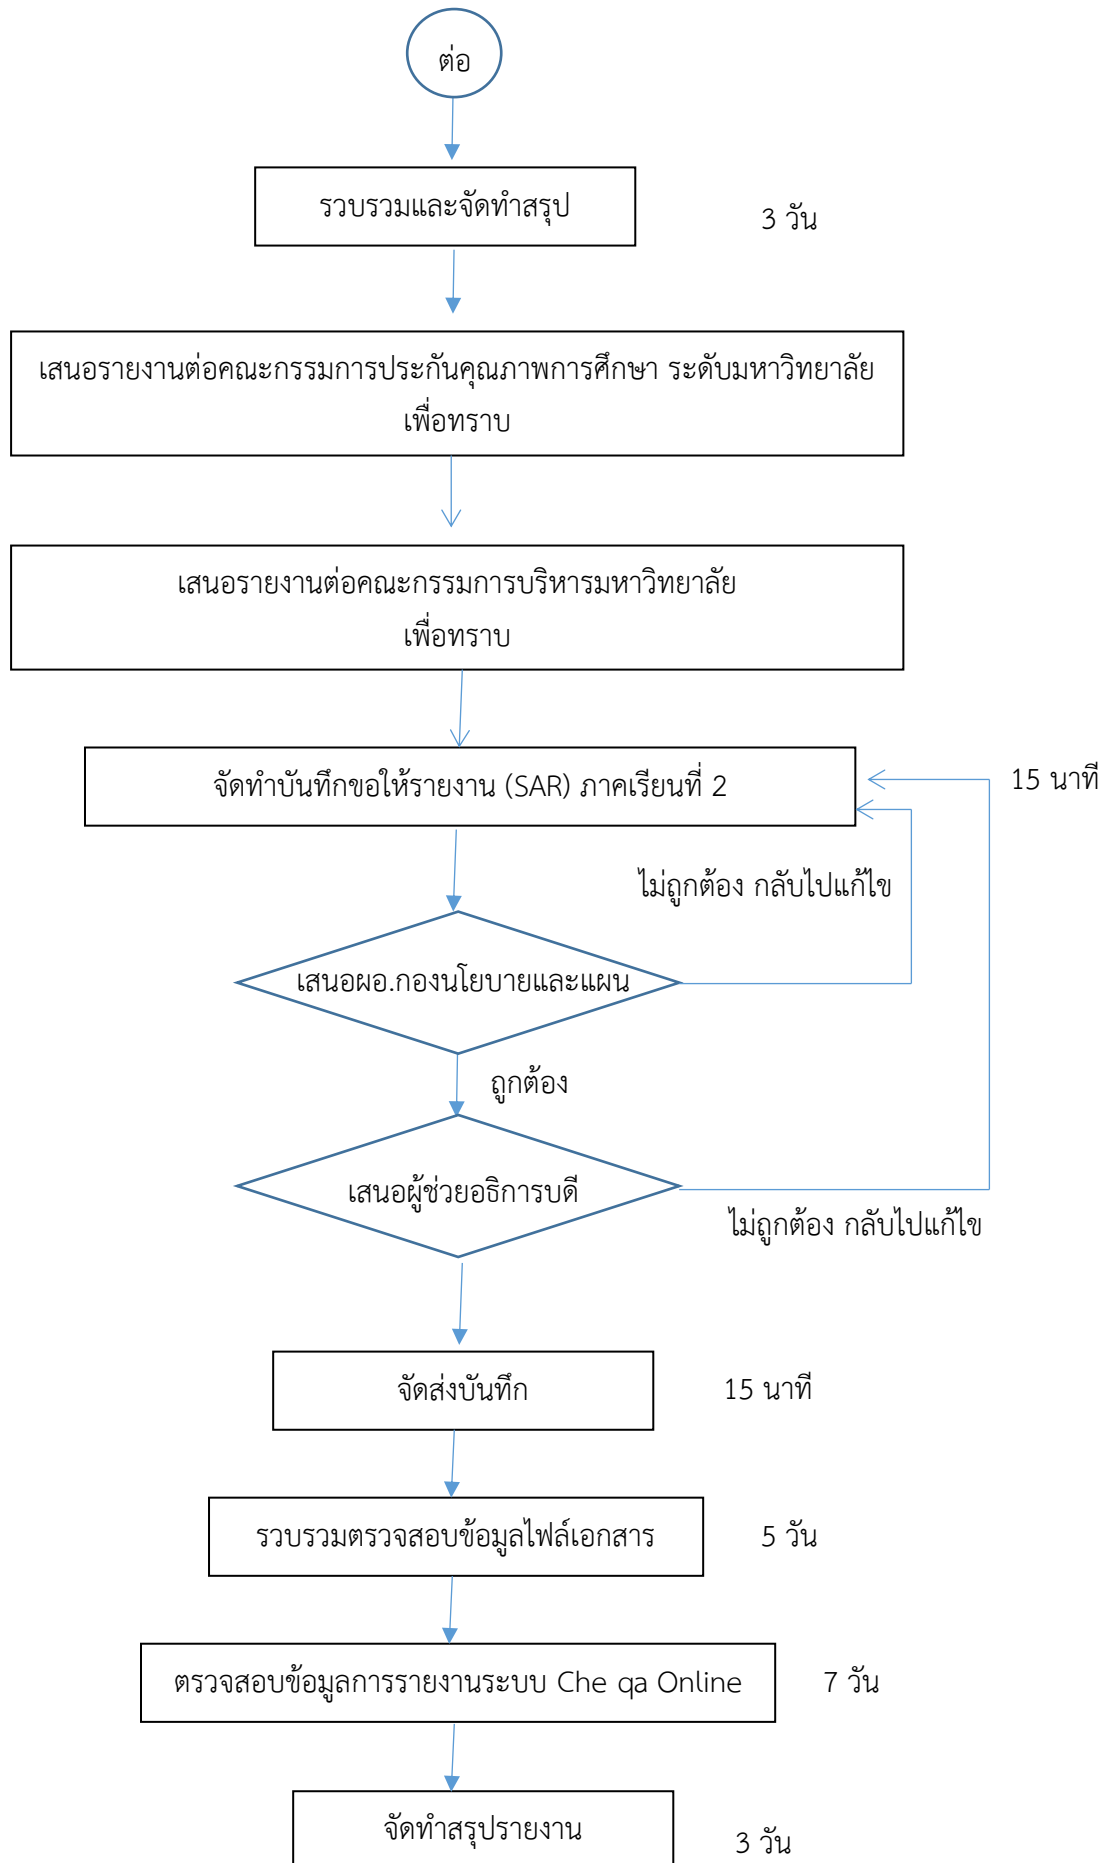 ต่อ
รวบรวมและจัดทำสรุป
3 วัน
เสนอรายงานต่อคณะกรรมการประกันคุณภาพการศึกษา ระดับมหาวิทยาลัย
เพื่อทราบ
เสนอรายงานต่อคณะกรรมการบริหารมหาวิทยาลัย
เพื่อทราบ
จัดทำบันทึกขอให้รายงาน (SAR) ภาคเรียนที่ 2
15 นาที
ไม่ถูกต้อง กลับไปแก้ไข
เสนอผอ.กองนโยบายและแผน
ถูกต้อง
เสนอผู้ช่วยอธิการบดี
ไม่ถูกต้อง กลับไปแก้ไข
จัดส่งบันทึก
15 นาที
รวบรวมตรวจสอบข้อมูลไฟล์เอกสาร
5 วัน
ตรวจสอบข้อมูลการรายงานระบบ Che qa Online
7 วัน
จัดทำสรุปรายงาน
3 วัน